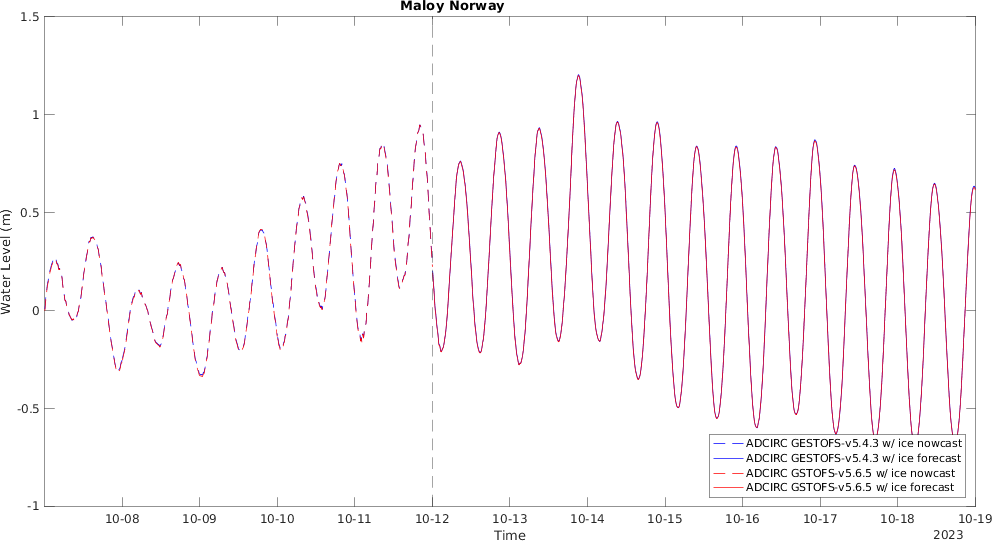 Maloy Norway
1.5
1
0.5
0
-0.5
-1
Water Level (m)
10-08 10-09 10-10 10-11 10-12 10-13 10-14 10-15 10-16 10-17 10-18 10-19
Time
2023
ADCIRC GESTOFS-v5.4.3 w/ ice nowcast
ADCIRC GESTOFS-v5.4.3 w/ ice forecast
ADCIRC GSTOFS-v5.6.5 w/ ice nowcast
ADCIRC GSTOFS-v5.6.5 w/ ice forecast